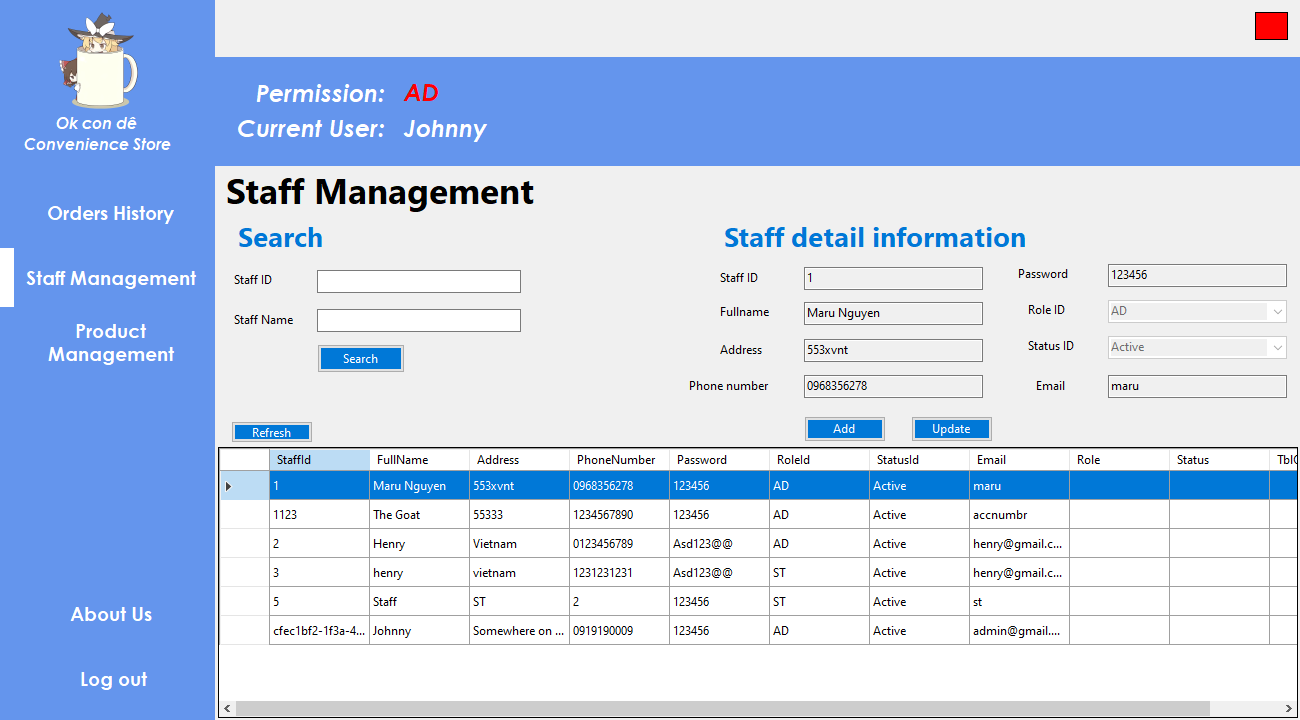 Ok con dê
Convenience Store
Orders History
Staff Management
Product
Management
About Us
Log out
Permission: AD
Current User: Johnny
Staff Management
Search
Staff ID
Staff Name
Search
Refresh
Staff detail information
Staff ID 1
Fullname Maru Nguyen
Address 553xvnt
Phone number 0968356278
Password 123456
Role ID AD
Status ID Active
Email maru
Add Update
StaffId FullName Address PhoneNumber Password RoleId StatusId Email Role Status TblO
1 Maru Nguyen 553xvnt 0968356278 123456 AD Active maru
1123 The Goat 55333 1234567890 123456 AD Active accnumbr
2 Henry Vietnam 0123456789 Asd123@@ AD Active henry@gmail.c...
3 henry vietnam 1231231231 Asd123@@ ST Active henry@gmail.c...
5 Staff ST 2 123456 ST Active st
cfec1bf2-1f3a-4... Johnny Somewhere on ... 0919190009 123456 AD Active admin@gmail....